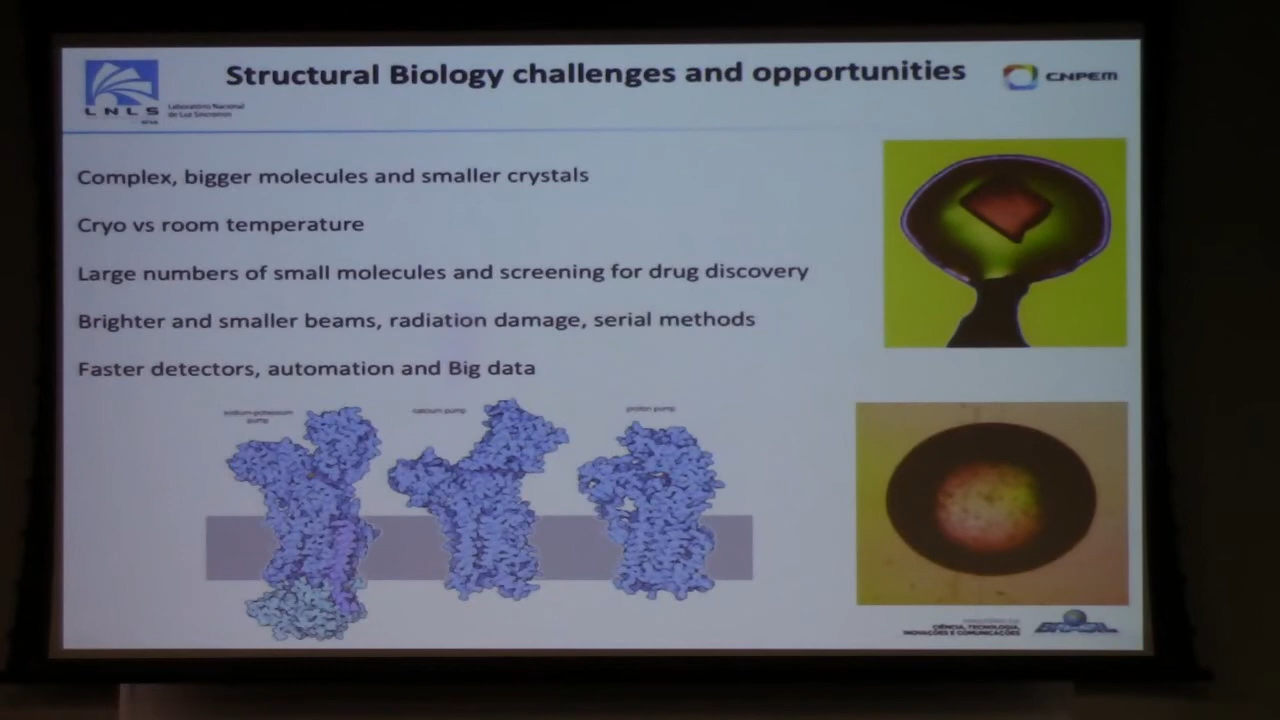 Structural Biology challenges and opportunities
LNLS
Laboratório Nacional
de Luz Síncrotron
CNPEM
Complex, bigger molecules and smaller crystals
Cryo vs room temperature
Large numbers of small molecules and screening for drug discovery
Brighter and smaller beams, radiation damage, serial methods
Faster detectors, automation and Big data
sodium-potassium
pump
calcium pump
proton pump
CIÊNCIA, TECNOLOGIA,
INOVAÇÕES E COMUNICAÇÕES
BRASIL